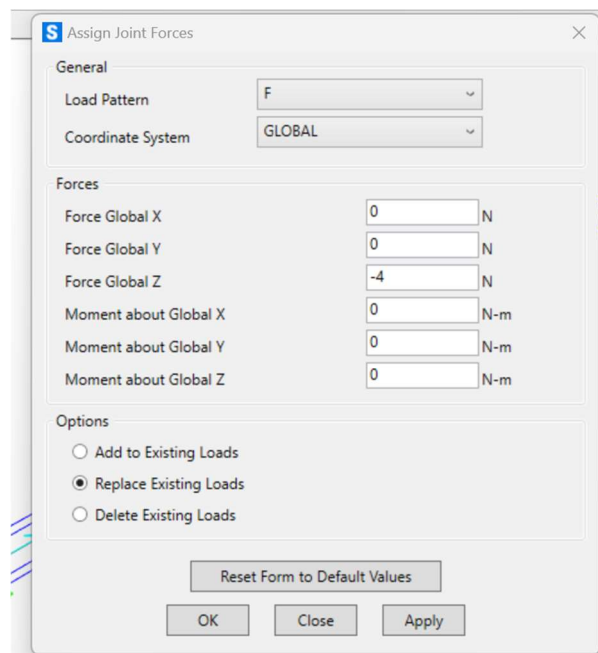 S Assign Joint Forces
General
Load Pattern F
Coordinate System GLOBAL
Forces
Force Global X 0 N
Force Global Y 0 N
Force Global Z -4 N
Moment about Global X 0 N-m
Moment about Global Y 0 N-m
Moment about Global Z 0 N-m
Options
Add to Existing Loads
Replace Existing Loads
Delete Existing Loads
Reset Form to Default Values
OK Close Apply